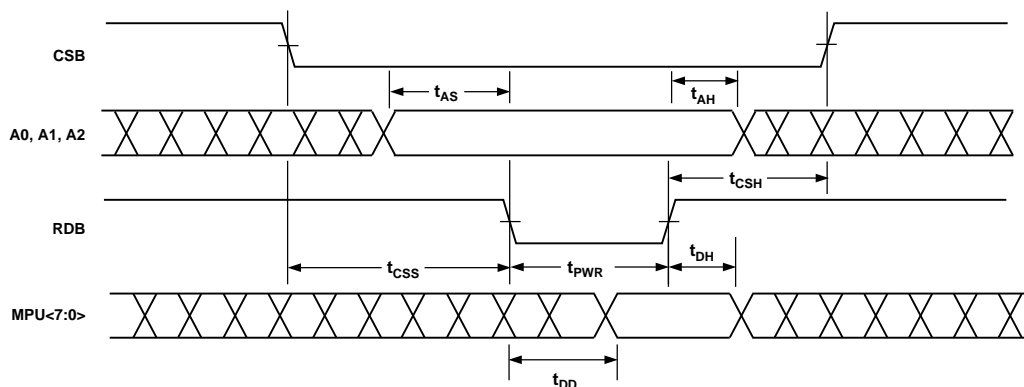 CSB
t_AS
t_AH
A0, A1, A2
t_CSH
RDB
t_CSS
t_PWR
t_DH
MPU<7:0>
t_DD